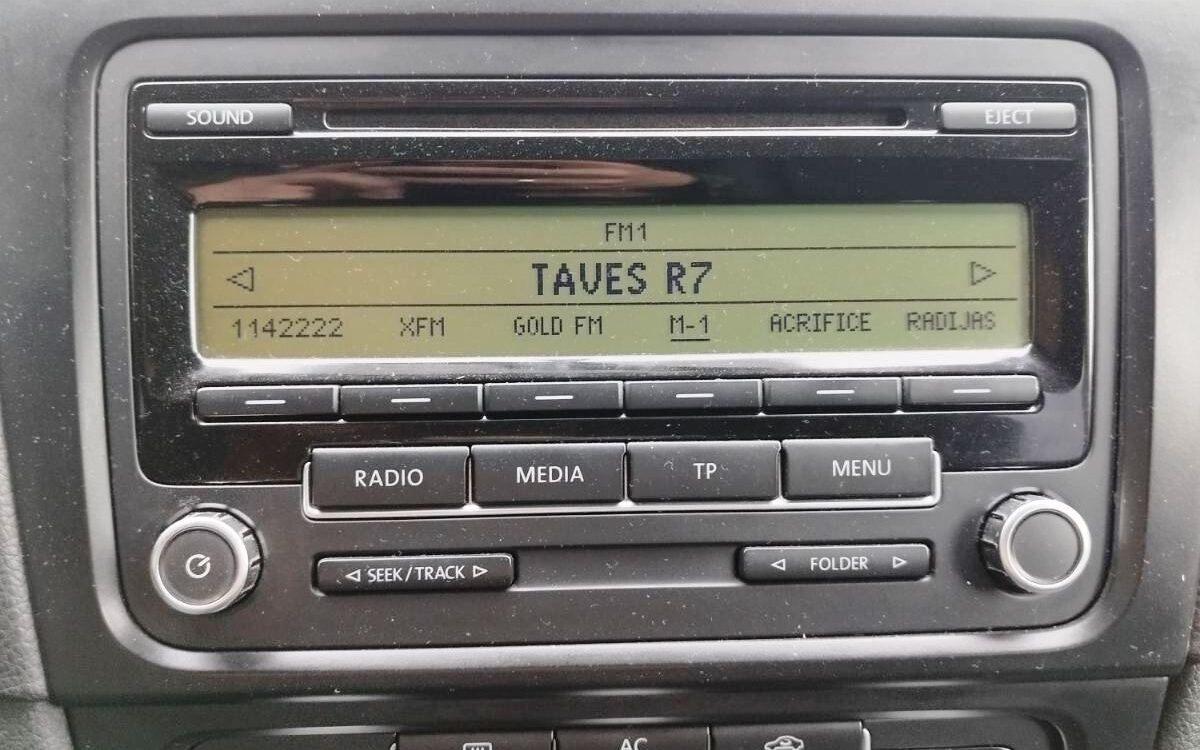 SOUND EJECT
FM1
TAVES R7
1142222 XFM GOLD FM M-1 ACRIFICE RADIJAS
RADIO MEDIA TP MENU
SEEK/TRACK FOLDER
AC